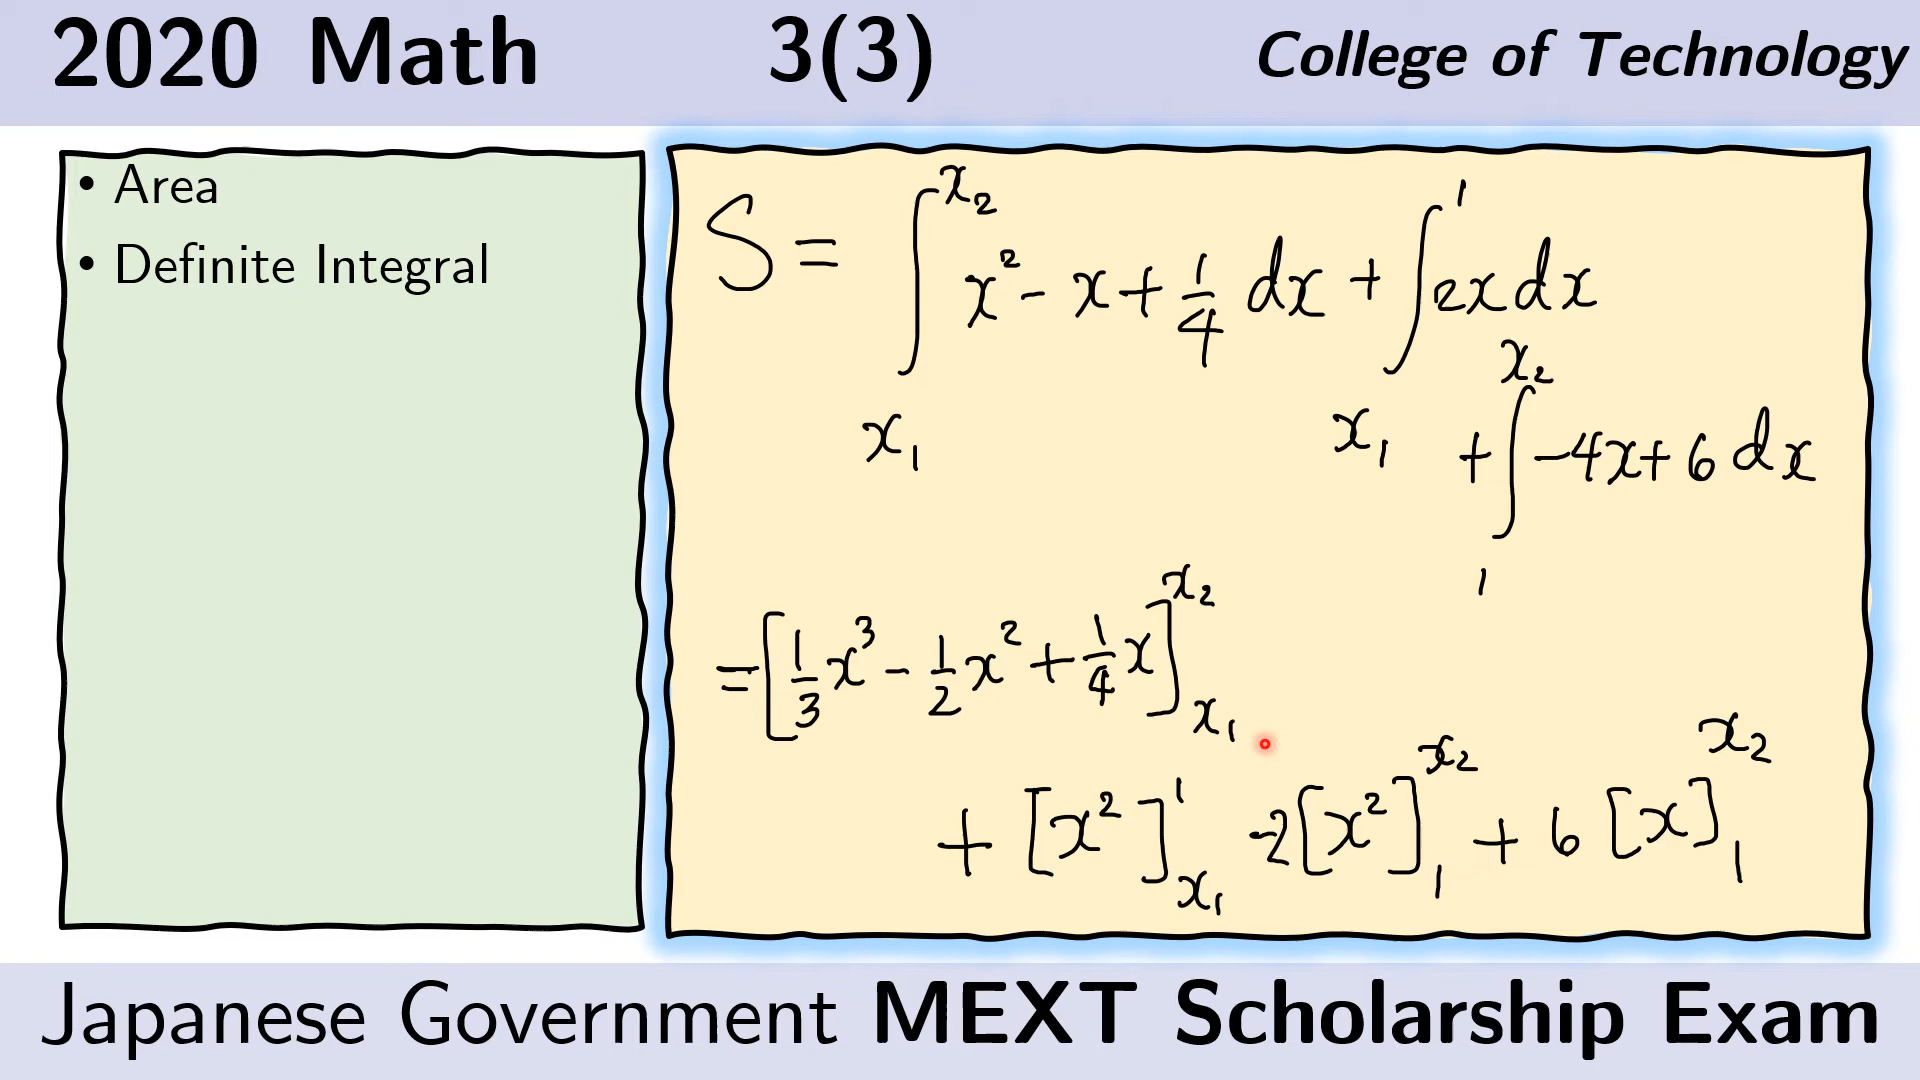 2020 Math 3(3) College of Technology
• Area
• Definite Integral
S = ∫_{x₁}^{x₂} x² - x + 1/4 dx + ∫_{x₁}^{1} 2x dx
+ ∫_{1}^{x₂} -4x + 6 dx
= [1/3 x³ - 1/2 x² + 1/4 x]_{x₁}^{x₂}
+ [x²]_{x₁}^{1} -2[x²]_{1}^{x₂} + 6[x]_{1}^{x₂}
Japanese Government MEXT Scholarship Exam